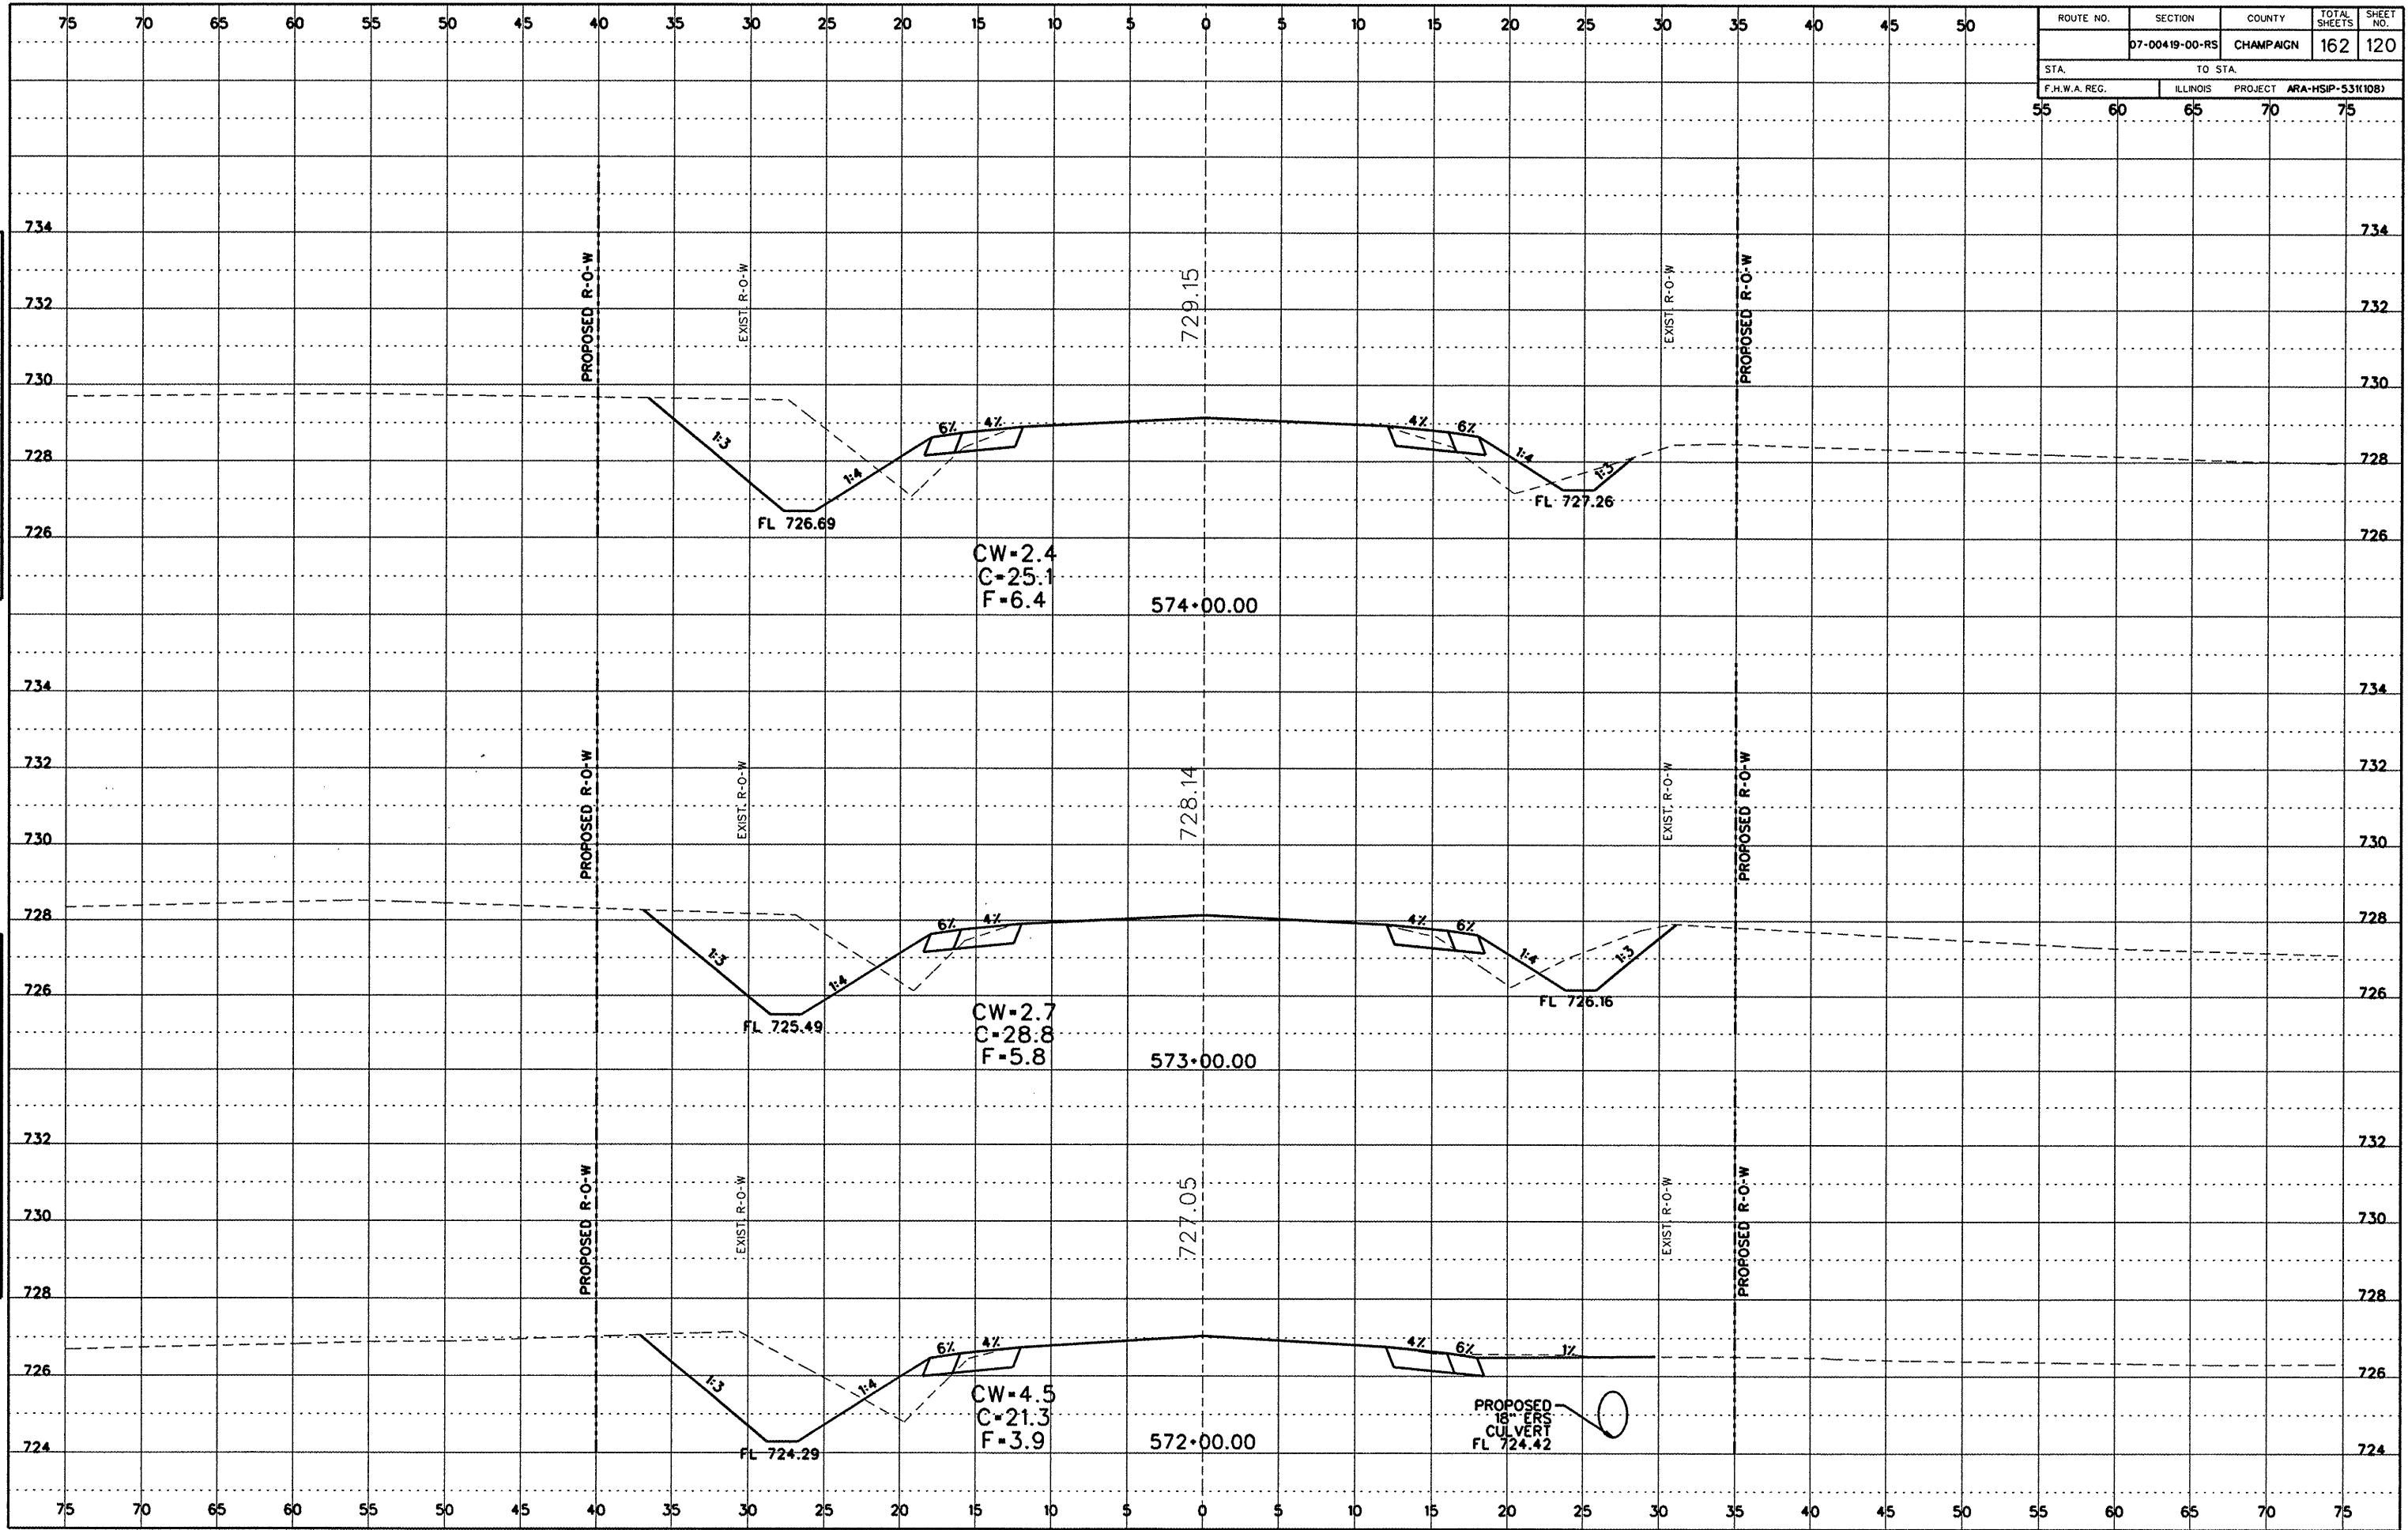 75 70 65 60 55 50 45 40 35 30 25 20 15 10 5 0 5 10 15 20 25 30 35 40 45 50
ROUTE NO. SECTION COUNTY TOTAL SHEETS SHEET NO.
07-00419-00-RS CHAMPAIGN 162 120
STA. TO STA.
F.H.W.A. REG. ILLINOIS PROJECT ARA-HSIP-531(108)
55 60 65 70 75
734 734
PROPOSED R-O-W EXIST. R-O-W 729.15 EXIST. R-O-W PROPOSED R-O-W
732 732
730 730
6% 4% 4% 6%
1:3 1:4 1:4 1:3
728 728
FL 726.69 FL 727.26
726 726
CW=2.4
C=25.1
F=6.4 574+00.00
734 734
PROPOSED R-O-W EXIST. R-O-W 728.14 EXIST. R-O-W PROPOSED R-O-W
732 732
730 730
728 728
6% 4% 4% 6%
1:3 1:4 1:4 1:3
726 726
FL 725.49 FL 726.16
CW=2.7
C=28.8
F=5.8 573+00.00
732 732
PROPOSED R-O-W EXIST. R-O-W 727.05 EXIST. R-O-W PROPOSED R-O-W
730 730
728 728
6% 4% 4% 6% 1%
726 726
1:3 1:4
CW=4.5
C=21.3
F=3.9 572+00.00
PROPOSED
18" ERS
CULVERT
FL 724.42
724 724
FL 724.29
75 70 65 60 55 50 45 40 35 30 25 20 15 10 5 0 5 10 15 20 25 30 35 40 45 50 55 60 65 70 75